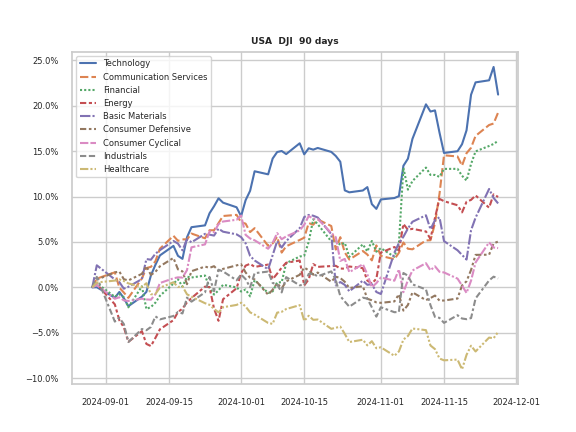 USA DJI 90 days
25.0%
20.0%
15.0%
10.0%
5.0%
0.0%
−5.0%
−10.0%
Technology
Communication Services
Financial
Energy
Basic Materials
Consumer Defensive
Consumer Cyclical
Industrials
Healthcare
2024-09-01 2024-09-15 2024-10-01 2024-10-15 2024-11-01 2024-11-15 2024-12-01